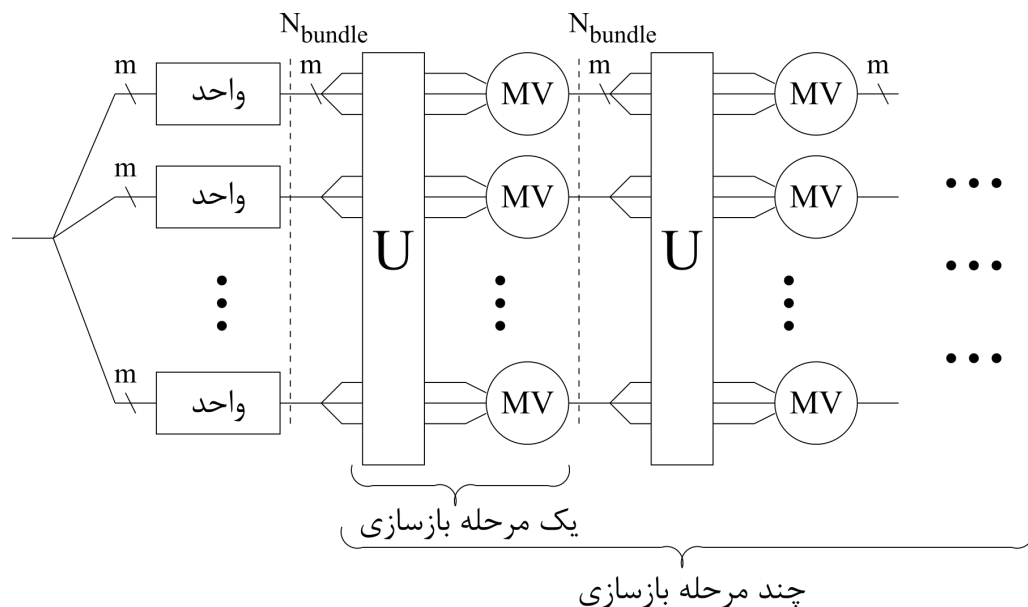 N_bundle N_bundle
m m m m
واحد MV MV
m
واحد MV MV
U U
m
واحد MV MV
یک مرحله بازسازی
چند مرحله بازسازی